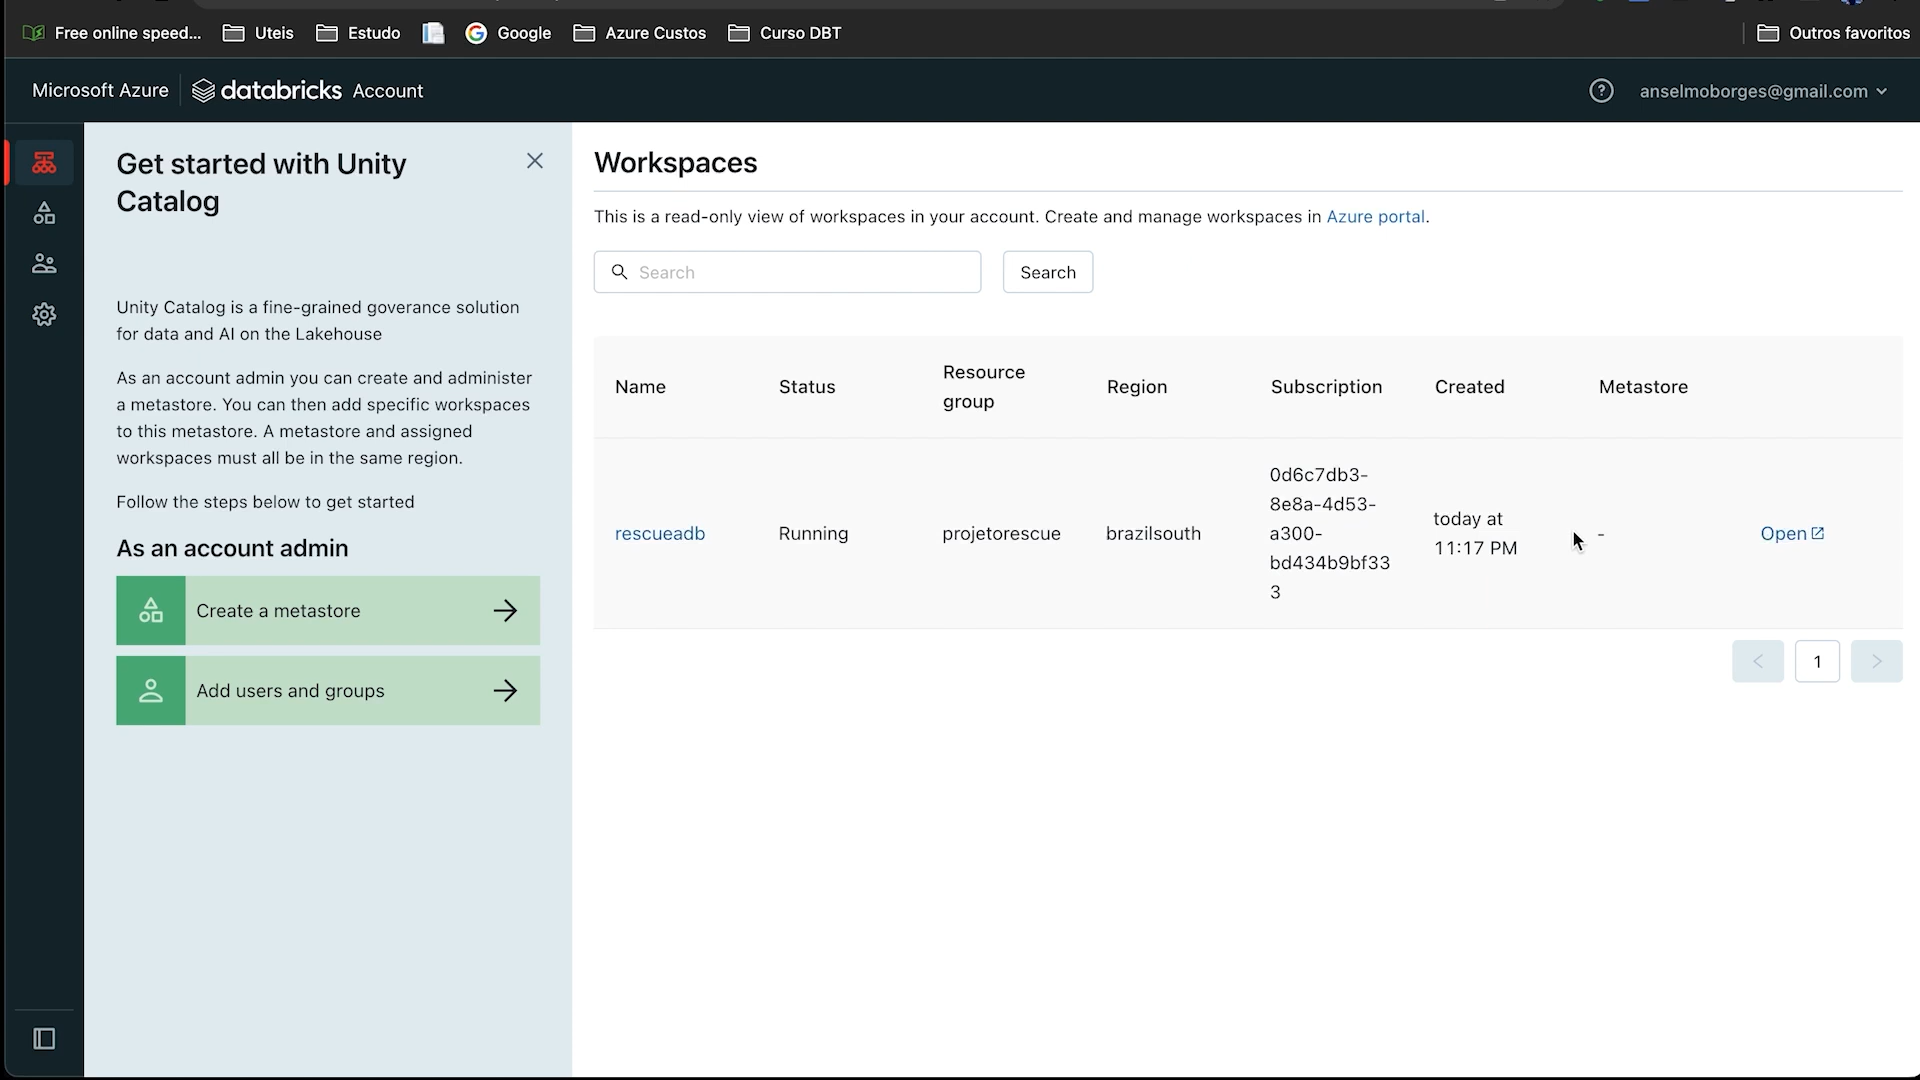 Free online speed...
Uteis
Estudo
Google
Azure Custos
Curso DBT
Outros favoritos
Microsoft Azure
databricks Account
anselmoborges@gmail.com
Get started with Unity
Catalog
Unity Catalog is a fine-grained goverance solution
for data and AI on the Lakehouse
As an account admin you can create and administer
a metastore. You can then add specific workspaces
to this metastore. A metastore and assigned
workspaces must all be in the same region.
Follow the steps below to get started
As an account admin
Create a metastore
Add users and groups
Workspaces
This is a read-only view of workspaces in your account. Create and manage workspaces in Azure portal.
Search
Search
Name
Status
Resource
group
Region
Subscription
Created
Metastore
rescueadb
Running
projetorescue
brazilsouth
0d6c7db3-
8e8a-4d53-
a300-
bd434b9bf33
3
today at
11:17 PM
-
Open
1